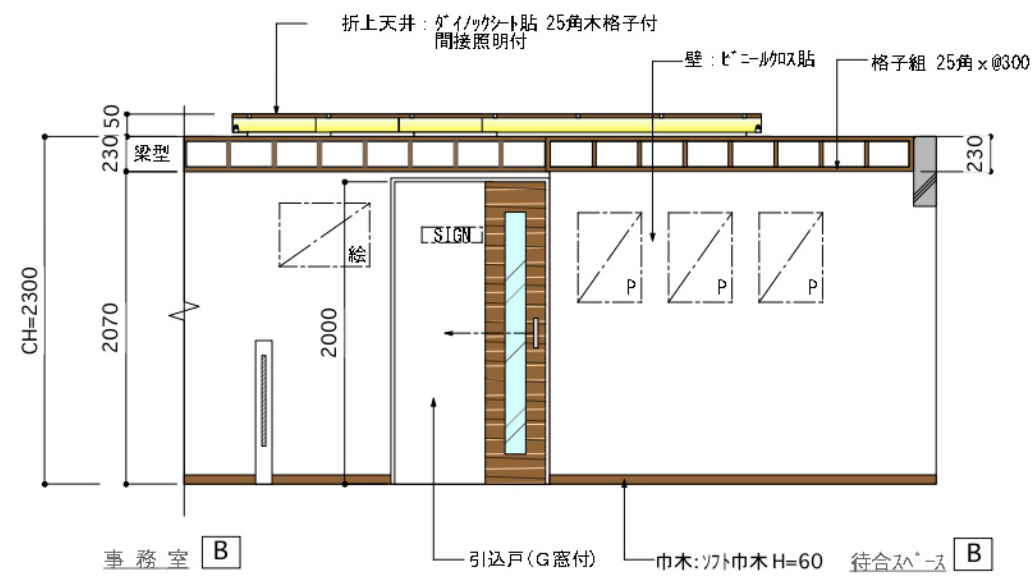 折上天井：ﾀﾞｲﾉｯｸｼｰﾄ貼 25角木格子付
間接照明付
壁：ﾋﾞﾆｰﾙｸﾛｽ貼
格子組 25角 x @300
50
230
梁型
230
絵
SIGN
P
P
P
CH=2300
2070
2000
引込戸(G窓付)
巾木:ｿﾌﾄ巾木 H=60
事務室 B
待合ｽﾍﾟｰｽ B